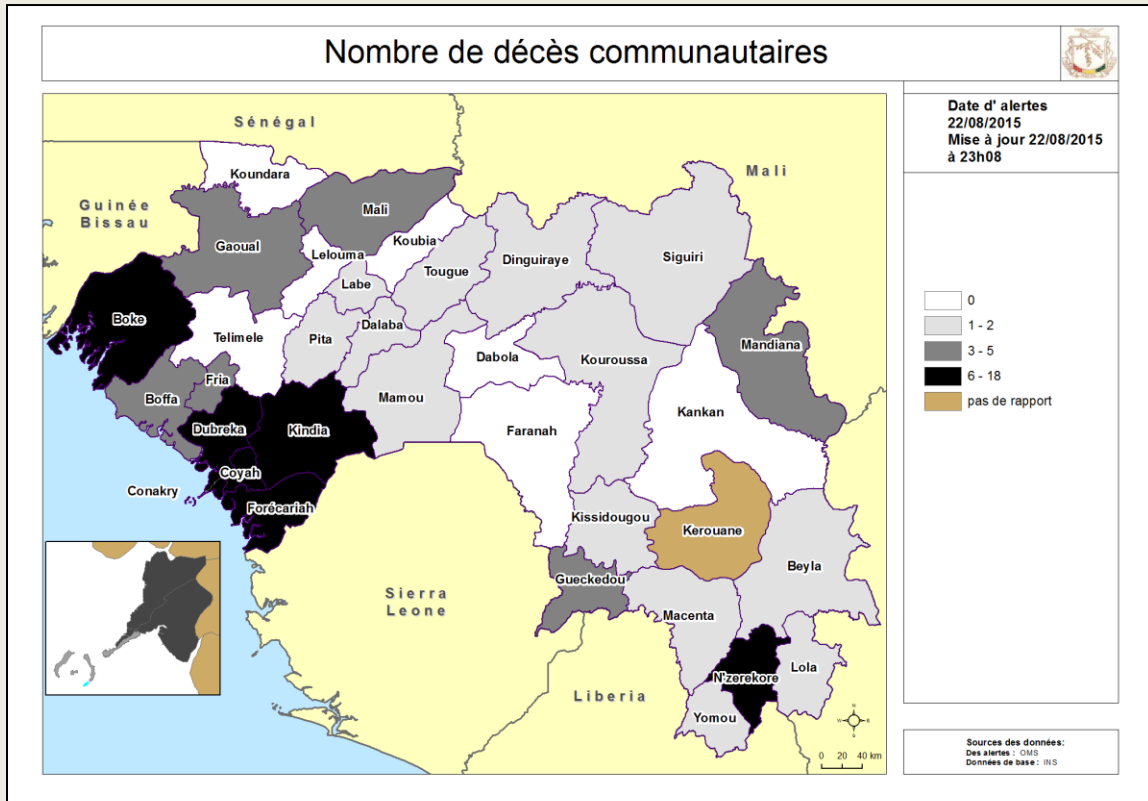 Nombre de décès communautaires
Date d' alertes
22/08/2015
Mise à jour 22/08/2015
à 23h08
Sénégal
Mali
Koundara
Guinée
Bissau
Mali
Gaoual
Koubia
Lelouma
Tougue
Dinguiraye
Siguiri
Labe
Boke
Telimele
Pita
Dalaba
Dabola
Kouroussa
Mandiana
Fria
Boffa
Mamou
Kankan
Dubreka
Kindia
Faranah
Coyah
Conakry
Forécariah
Kissidougou
Kerouane
Beyla
Gueckedou
Sierra
Leone
Macenta
N'zerekore
Lola
Liberia
Yomou
N
W
E
S
0 20 40 km
0
1 - 2
3 - 5
6 - 18
pas de rapport
Sources des données:
Des alertes : OMS
Données de base : INS